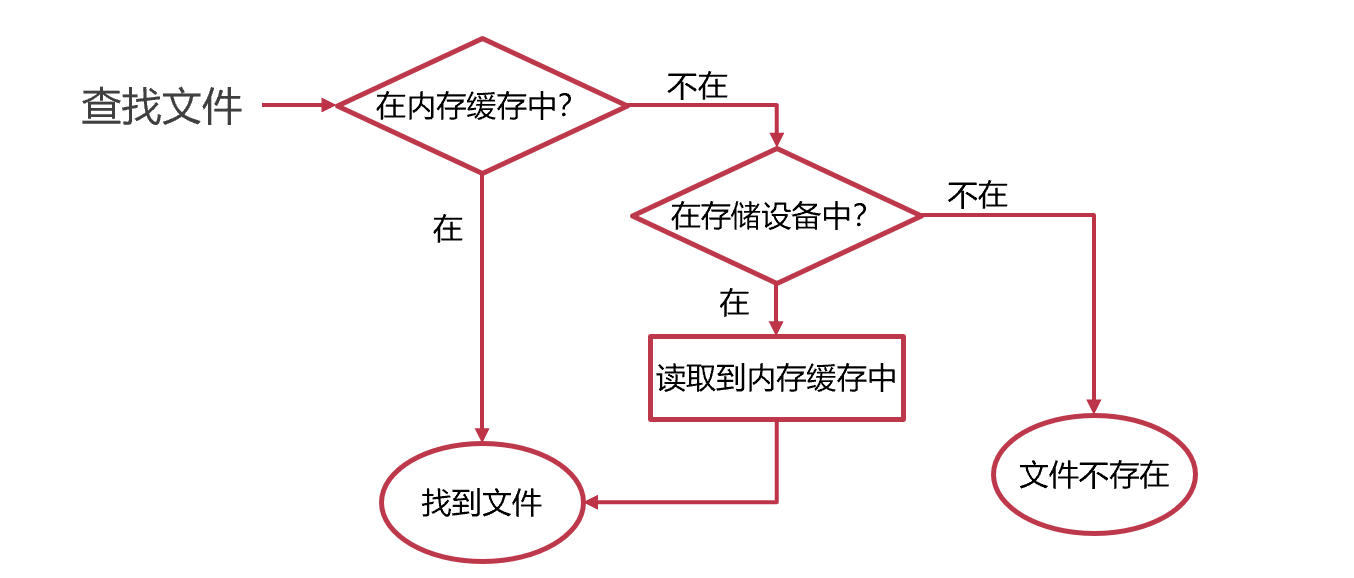 查找文件
在内存缓存中？
不在
在存储设备中？
不在
在
在
读取到内存缓存中
找到文件
文件不存在